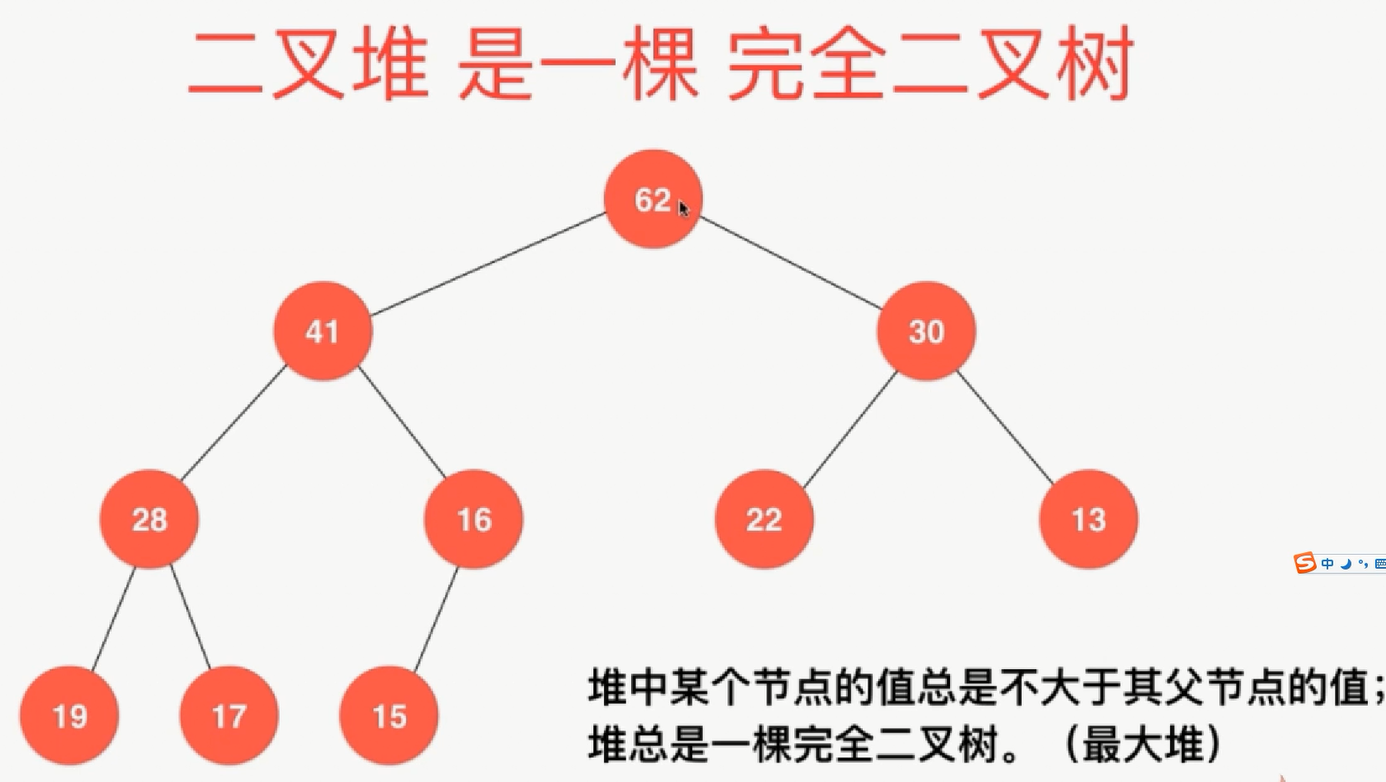 二叉堆 是一棵 完全二叉树
62
41
30
28
16
22
13
19
17
15
中
堆中某个节点的值总是不大于其父节点的值；
堆总是一棵完全二叉树。（最大堆）